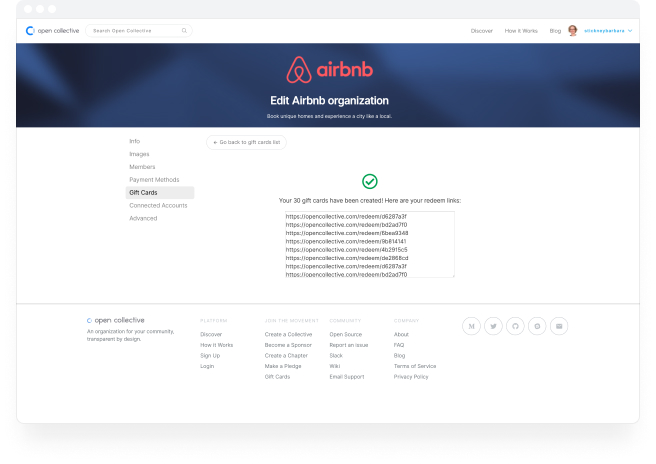 open collective
Search Open Collective
Discover
How it Works
Blog
stickneybarbara
airbnb
Edit Airbnb organization
Book unique homes and experience a city like a local.
Info
Images
Members
Payment Methods
Gift Cards
Connected Accounts
Advanced
← Go back to gift cards list
Your 30 gift cards have been created! Here are your redeem links:
https://opencollective.com/redeem/d6287a3f
https://opencollective.com/redeem/bd2ad7f0
https://opencollective.com/redeem/6bea9348
https://opencollective.com/redeem/9b814141
https://opencollective.com/redeem/4b2915c5
https://opencollective.com/redeem/de2868cd
https://opencollective.com/redeem/d6287a3f
https://opencollective.com/redeem/bd2ad7f0
open collective
An organization for your community,
transparent by design.
PLATFORM
Discover
How it Works
Sign Up
Login
JOIN THE MOVEMENT
Create a Collective
Become a Sponsor
Create a Chapter
Make a Pledge
Gift Cards
COMMUNITY
Open Source
Report an issue
Slack
Wiki
Email Support
COMPANY
About
FAQ
Blog
Terms of Service
Privacy Policy